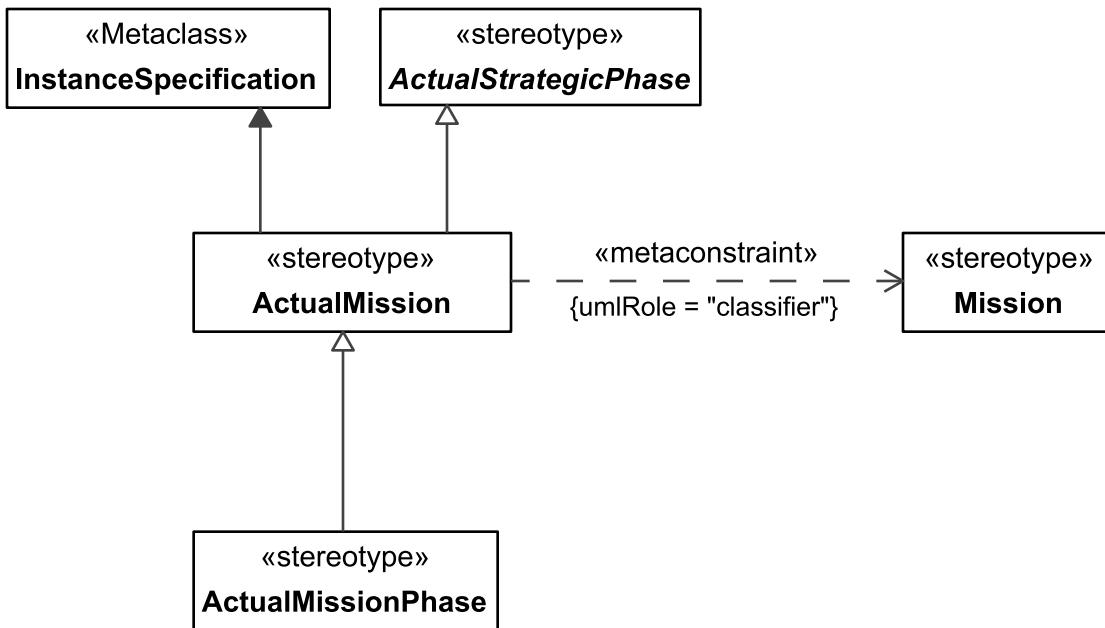 «Metaclass»
InstanceSpecification
«stereotype»
ActualStrategicPhase
«stereotype»
ActualMission
«metaconstraint»
{umlRole = "classifier"}
«stereotype»
Mission
«stereotype»
ActualMissionPhase